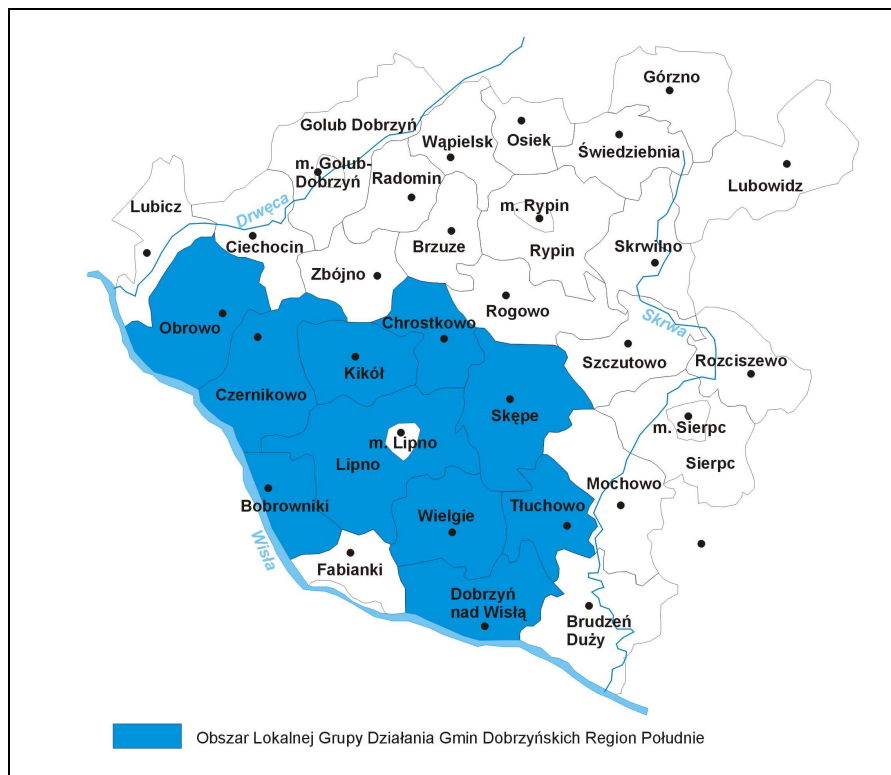 Górzno
Golub Dobrzyń
Osiek
Wąpielsk
Świedziebnia
m. Golub-
Dobrzyń
Radomin
Lubowidz
Lubicz
Drwęca
m. Rypin
Ciechocin
Brzuze
Rypin
Skrwilno
Zbójno
Rogowo
Chrostkowo
Obrowo
Skrwa
Szczutowo
Rozciszewo
Kikół
Czernikowo
Skępe
m. Sierpc
m. Lipno
Lipno
Sierpc
Mochowo
Bobrowniki
Wielgie
Tłuchowo
Wisła
Fabianki
Dobrzyń
nad Wisłą
Brudzeń
Duży
Obszar Lokalnej Grupy Działania Gmin Dobrzyńskich Region Południe